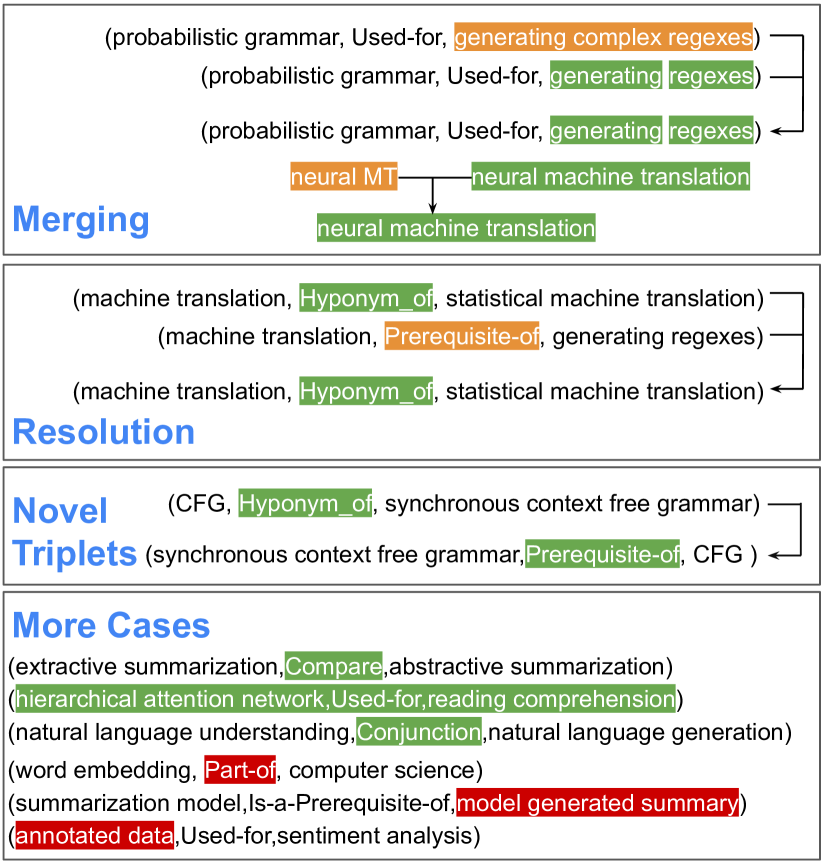 (probabilistic grammar, Used-for, generating complex regexes)
(probabilistic grammar, Used-for, generating regexes)
(probabilistic grammar, Used-for, generating regexes)
neural MT
neural machine translation
neural machine translation
Merging
(machine translation, Hyponym_of, statistical machine translation)
(machine translation, Prerequisite-of, generating regexes)
(machine translation, Hyponym_of, statistical machine translation)
Resolution
Novel
Triplets
(CFG, Hyponym_of, synchronous context free grammar)
(synchronous context free grammar,Prerequisite-of, CFG )
More Cases
(extractive summarization,Compare,abstractive summarization)
(hierarchical attention network,Used-for,reading comprehension)
(natural language understanding,Conjunction,natural language generation)
(word embedding, Part-of, computer science)
(summarization model,Is-a-Prerequisite-of,model generated summary)
(annotated data,Used-for,sentiment analysis)